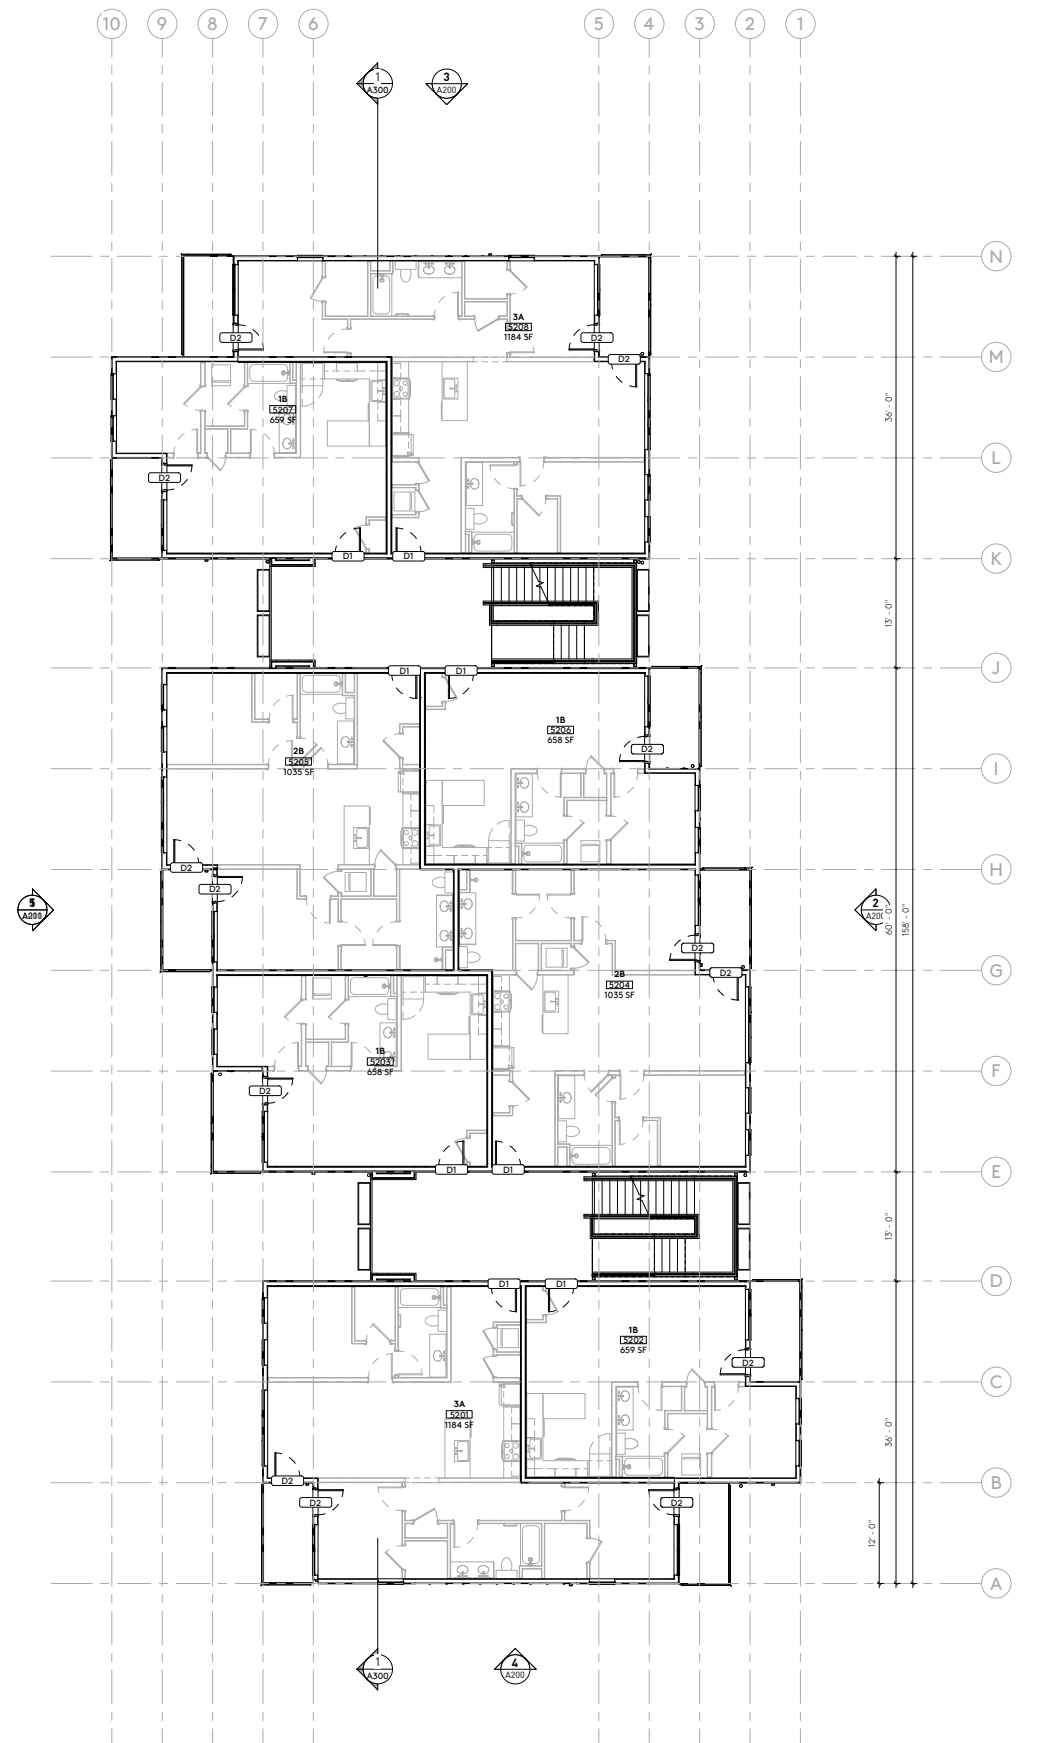 10 9 8 7 6 5 4 3 2 1
1
A300
3
A200
N
3A
5208
1184 SF
D2 D2
D2
M
1B
5207
659 SF
36' - 0"
L
D2
D1 D1
K
13' - 0"
J
D1 D1
1B
5206
658 SF
D2
2B
5205
1035 SF
I
D2
H
D2
5
A200
2
A200
60' - 0"
158' - 0"
D2
D2
G
2B
5204
1035 SF
1B
5203
658 SF
F
D2
D1 D1
E
13' - 0"
D
D1 D1
1B
5202
659 SF
D2
C
3A
5201
1184 SF
36' - 0"
D2
B
D2 D2
12' - 0"
A
1
A300
4
A200